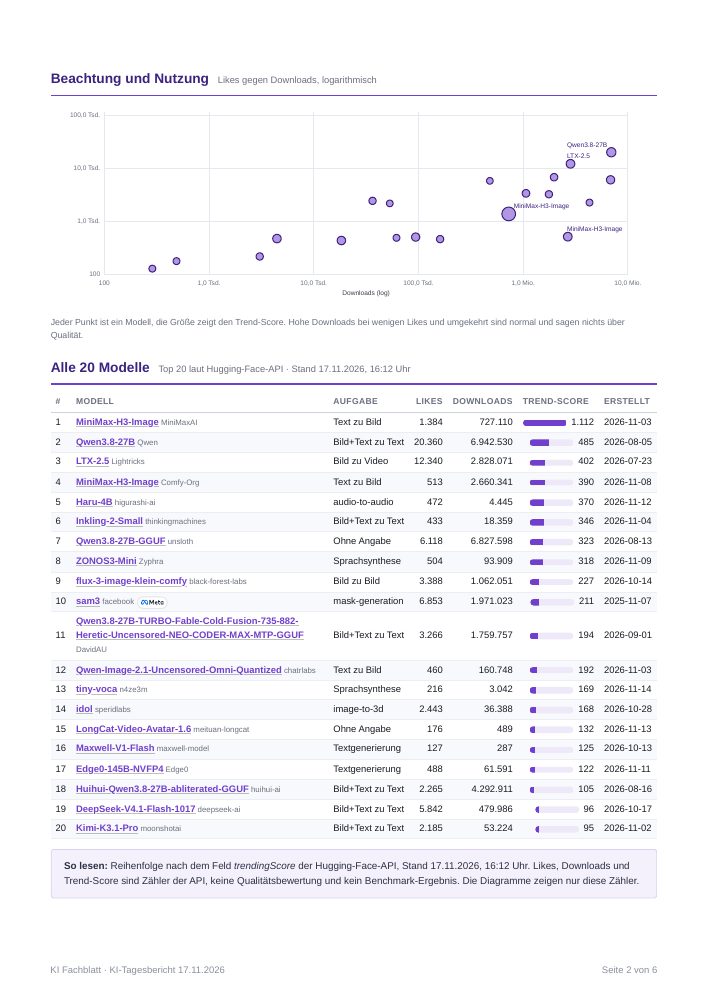 Beachtung und Nutzung Likes gegen Downloads, logarithmisch
100.0 Tsd.
10,0 Tsd.
1,0 Tsd.
100
Qwen3.8-27B
LTX-2.5
MiniMax-H3-Image
MiniMax-H3-Image
100 1,0 Tsd. 10,0 Tsd. 100,0 Tsd. 1,0 Mio. 10,0 Mio.
Downloads (log)
Jeder Punkt ist ein Modell, die Größe zeigt den Trend-Score. Hohe Downloads bei wenigen Likes und umgekehrt sind normal und sagen nichts über
Qualität.
Alle 20 Modelle Top 20 laut Hugging-Face-API · Stand 17.11.2026, 16:12 Uhr
# MODELL AUFGABE LIKES DOWNLOADS TREND-SCORE ERSTELLT
1 MiniMax-H3-Image MiniMaxAI Text zu Bild 1.384 727.110 1.112 2026-11-03
2 Qwen3.8-27B Qwen Bild+Text zu Text 20.360 6.942.530 485 2026-08-05
3 LTX-2.5 Lightricks Bild zu Video 12.340 2.828.071 402 2026-07-23
4 MiniMax-H3-Image Comfy-Org Text zu Bild 513 2.660.341 390 2026-11-08
5 Haru-4B higurashi-ai audio-to-audio 472 4.445 370 2026-11-12
6 Inkling-2-Small thinkingmachines Bild+Text zu Text 433 18.359 346 2026-11-04
7 Qwen3.8-27B-GGUF unsloth Ohne Angabe 6.118 6.827.598 323 2026-08-13
8 ZONOS3-Mini Zyphra Sprachsynthese 504 93.909 318 2026-11-09
9 flux-3-image-klein-comfy black-forest-labs Bild zu Bild 3.388 1.062.051 227 2026-10-14
10 sam3 facebook Meta mask-generation 6.853 1.971.023 211 2025-11-07
Qwen3.8-27B-TURBO-Fable-Cold-Fusion-735-882-
11 Heretic-Uncensored-NEO-CODER-MAX-MTP-GGUF Bild+Text zu Text 3.266 1.759.757 194 2026-09-01
DavidAU
12 Qwen-Image-2.1-Uncensored-Omni-Quantized chatrlabs Text zu Bild 460 160.748 192 2026-11-03
13 tiny-voca n4ze3m Sprachsynthese 216 3.042 169 2026-11-14
14 idol speridlabs image-to-3d 2.443 36.388 168 2026-10-28
15 LongCat-Video-Avatar-1.6 meituan-longcat Ohne Angabe 176 489 132 2026-11-13
16 Maxwell-V1-Flash maxwell-model Textgenerierung 127 287 125 2026-10-13
17 Edge0-145B-NVFP4 Edge0 Textgenerierung 488 61.591 122 2026-11-11
18 Huihui-Qwen3.8-27B-abliterated-GGUF huihui-ai Bild+Text zu Text 2.265 4.292.911 105 2026-08-16
19 DeepSeek-V4.1-Flash-1017 deepseek-ai Bild+Text zu Text 5.842 479.986 96 2026-10-17
20 Kimi-K3.1-Pro moonshotai Bild+Text zu Text 2.185 53.224 95 2026-11-02
So lesen: Reihenfolge nach dem Feld trendingScore der Hugging-Face-API, Stand 17.11.2026, 16:12 Uhr. Likes, Downloads und
Trend-Score sind Zähler der API, keine Qualitätsbewertung und kein Benchmark-Ergebnis. Die Diagramme zeigen nur diese Zähler.
KI Fachblatt · KI-Tagesbericht 17.11.2026 Seite 2 von 6